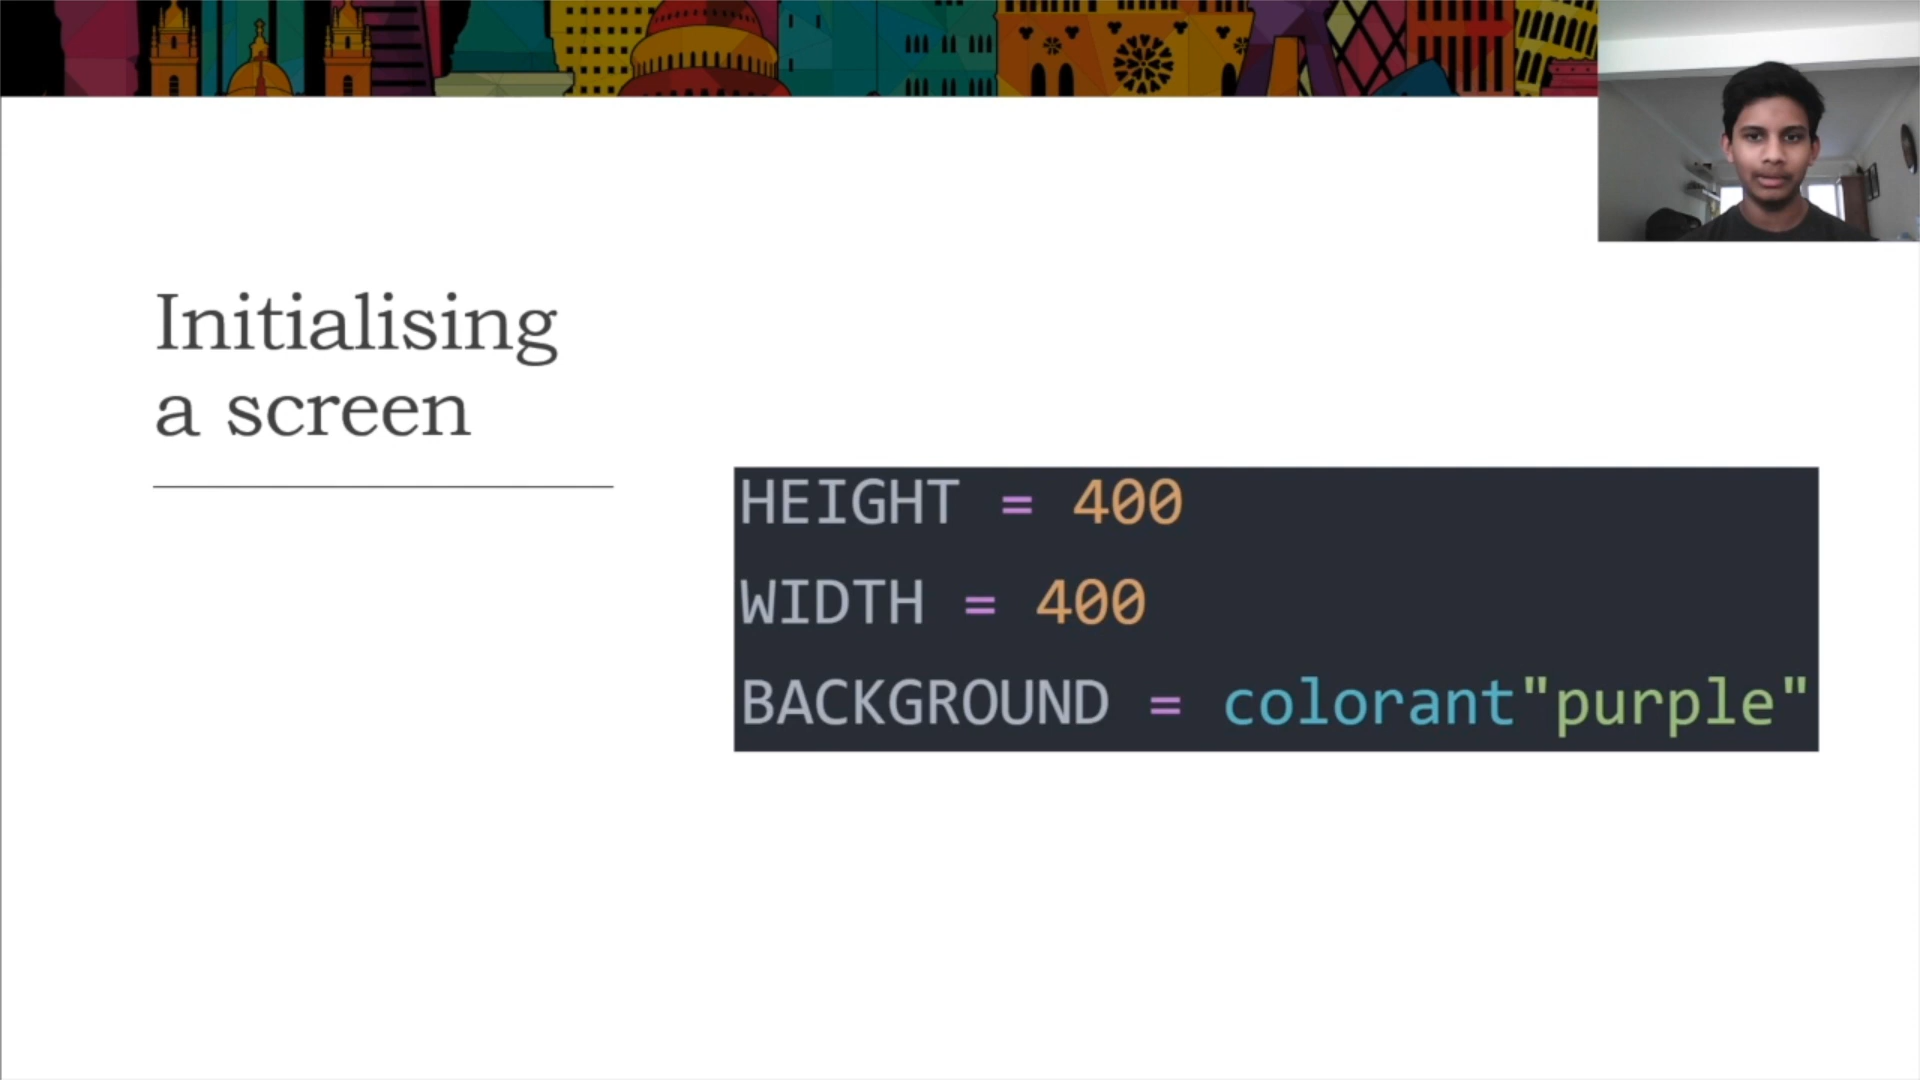 Initialising
a screen
HEIGHT = 400
WIDTH = 400
BACKGROUND = colorant"purple"